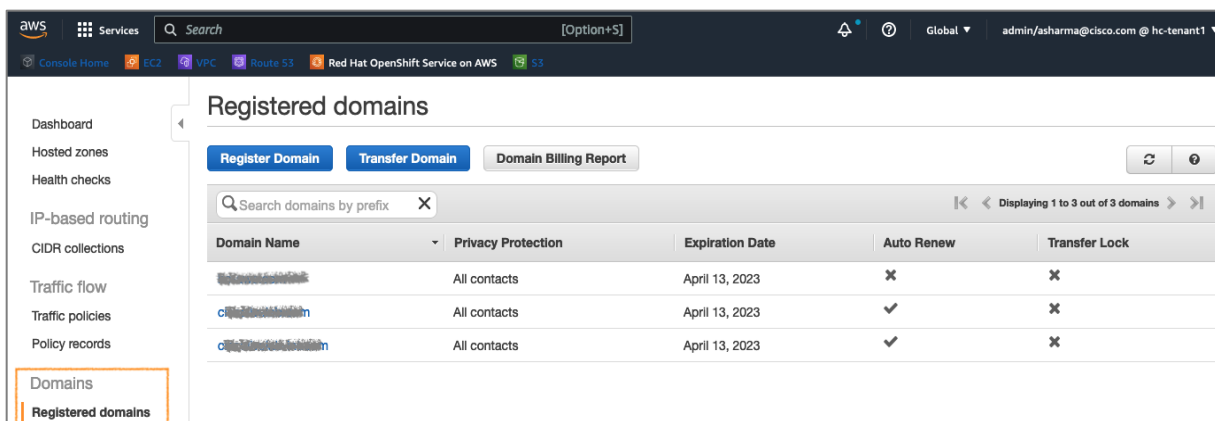 aws Services Search [Option+S] Global admin/asharma@cisco.com @ hc-tenant1
Console Home EC2 VPC Route 53 Red Hat OpenShift Service on AWS S3
Dashboard
Hosted zones
Health checks
IP-based routing
CIDR collections
Traffic flow
Traffic policies
Policy records
Domains
Registered domains
Registered domains
Register Domain Transfer Domain Domain Billing Report
Search domains by prefix Displaying 1 to 3 out of 3 domains
Domain Name Privacy Protection Expiration Date Auto Renew Transfer Lock
All contacts April 13, 2023
All contacts April 13, 2023
All contacts April 13, 2023